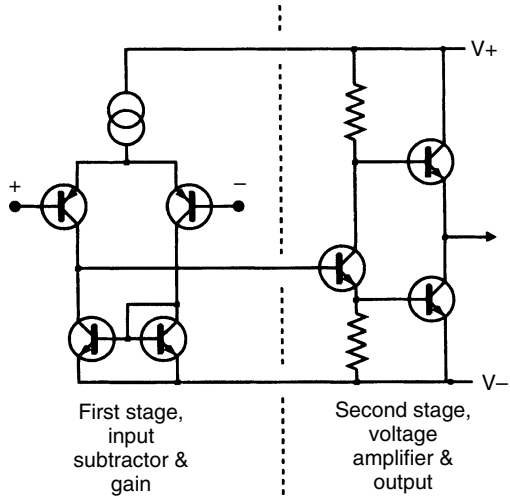 V+
+
–
V–
First stage,
input
subtractor &
gain
Second stage,
voltage
amplifier &
output